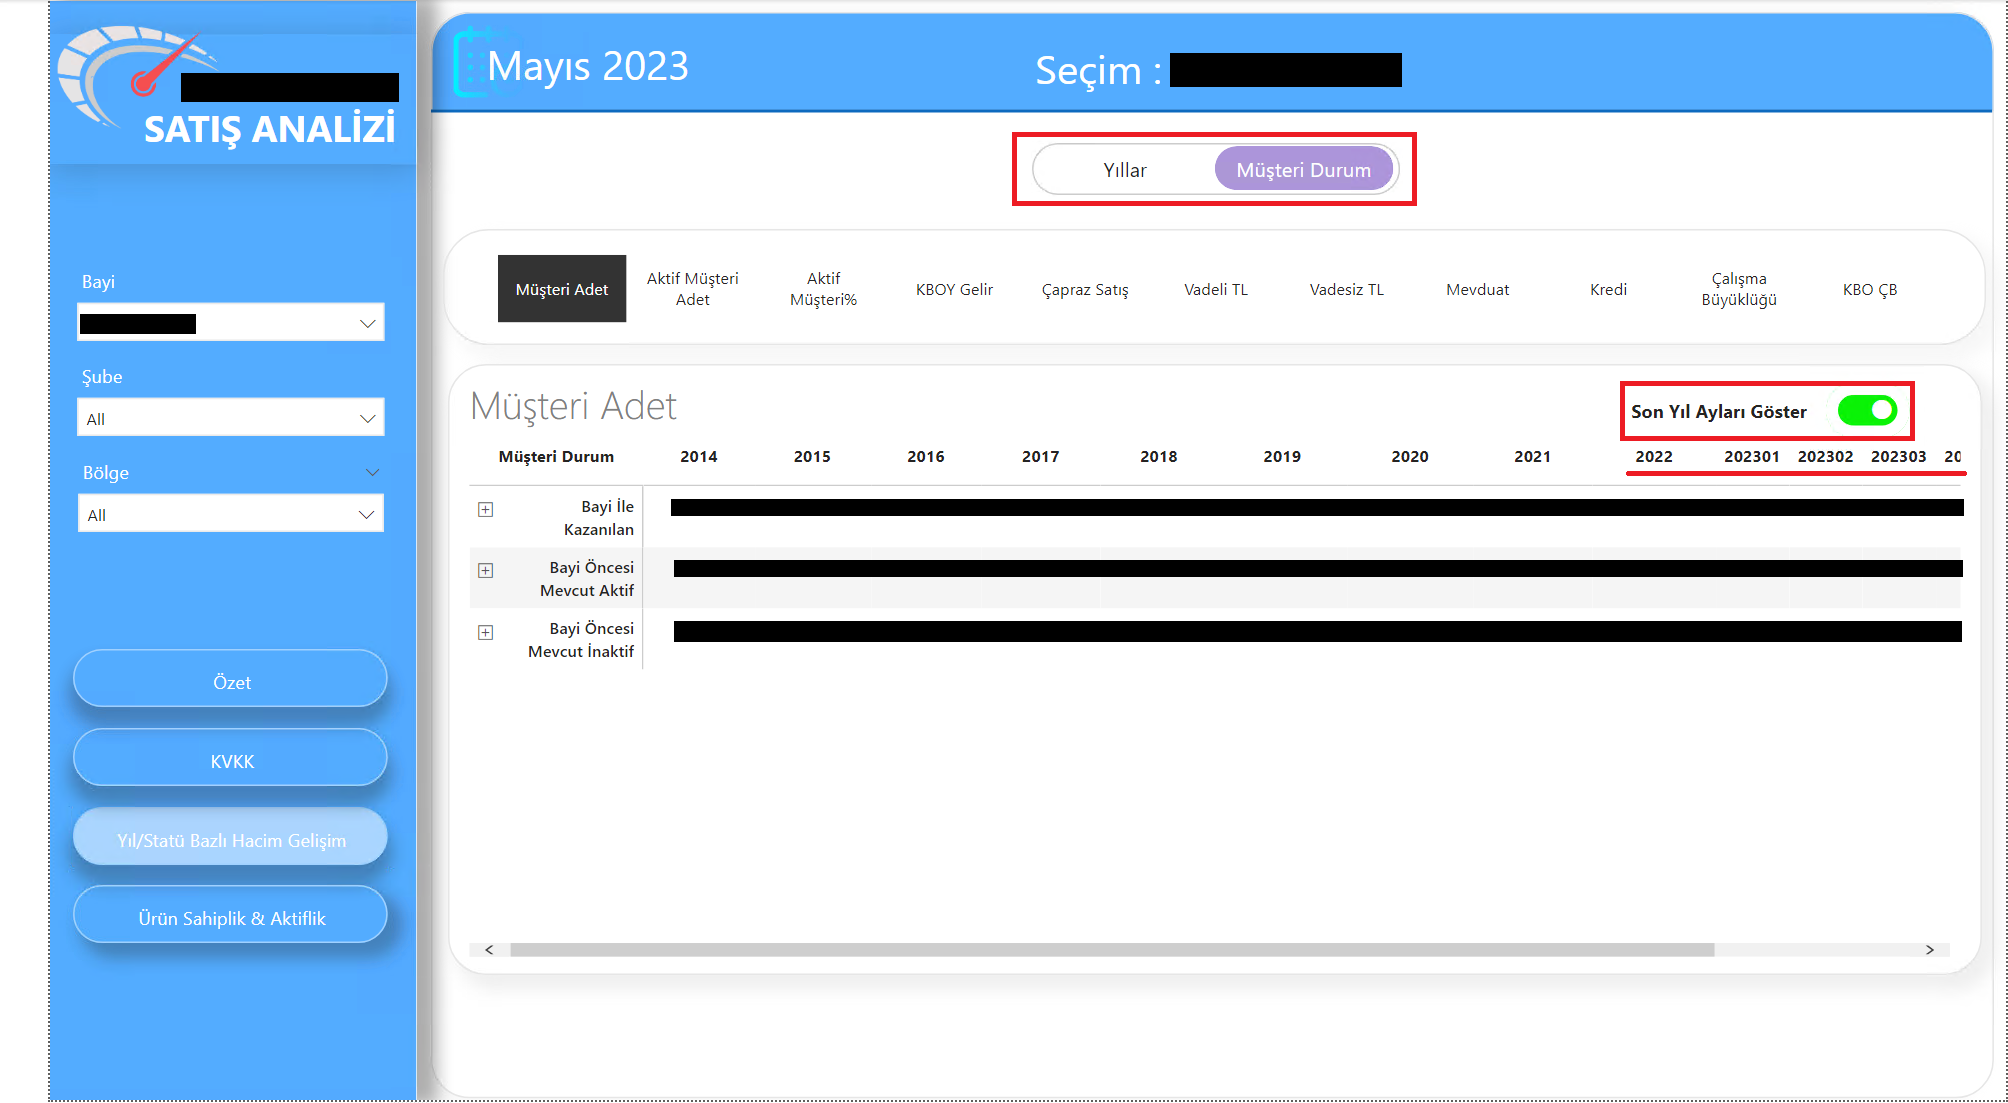 SATIŞ ANALİZİ
Bayi
Şube
All
Bölge
All
Özet
KVKK
Yıl/Statü Bazlı Hacim Gelişim
Ürün Sahiplik & Aktiflik
Mayıs 2023
Seçim :
Yıllar
Müşteri Durum
Müşteri Adet
Aktif Müşteri
Adet
Aktif
Müşteri%
KBOY Gelir
Çapraz Satış
Vadeli TL
Vadesiz TL
Mevduat
Kredi
Çalışma
Büyüklüğü
KBO ÇB
Müşteri Adet
Son Yıl Ayları Göster
Müşteri Durum 2014 2015 2016 2017 2018 2019 2020 2021 2022 202301 202302 202303 20
Bayi İle
Kazanılan
Bayi Öncesi
Mevcut Aktif
Bayi Öncesi
Mevcut İnaktif